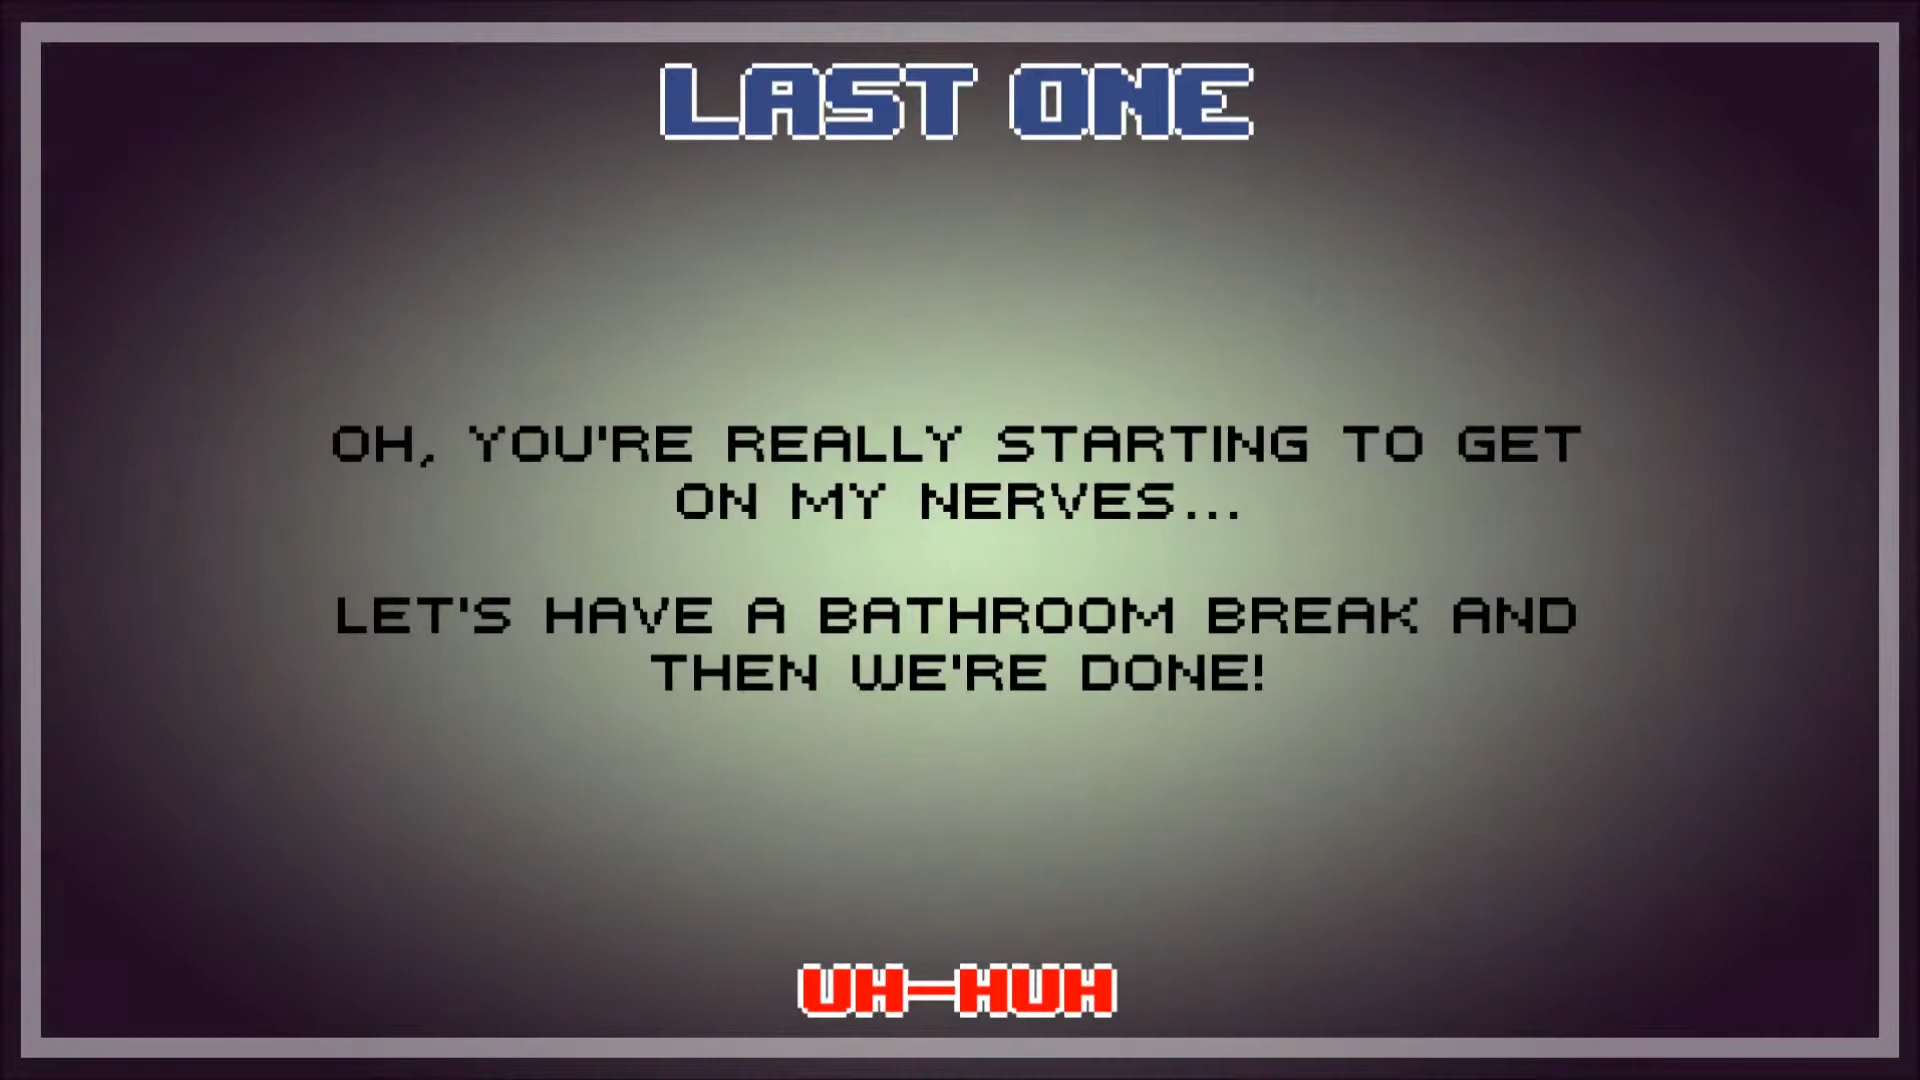 LAST ONE
OH, YOU'RE REALLY STARTING TO GET
ON MY NERVES...
LET'S HAVE A BATHROOM BREAK AND
THEN WE'RE DONE!
UH-HUH